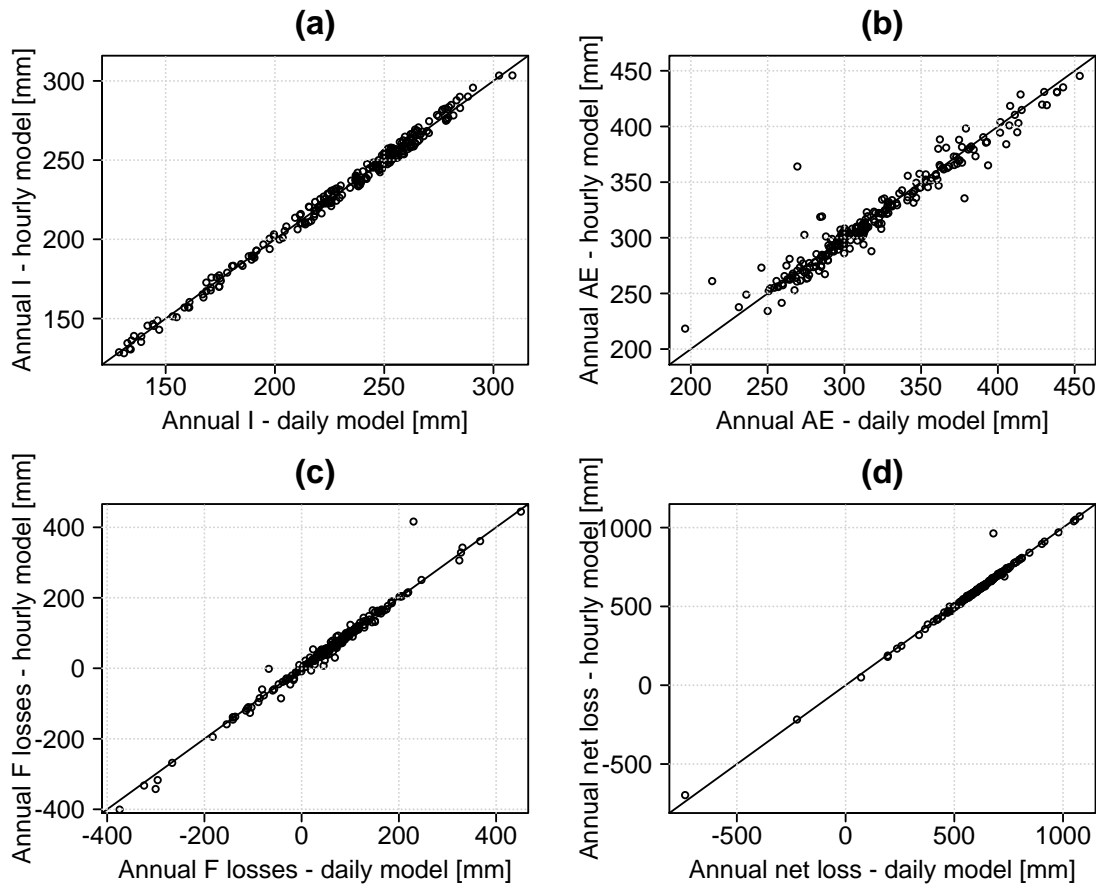 (a)
Annual I - hourly model [mm]
300
250
200
150
150 200 250 300
Annual I - daily model [mm]
(b)
Annual AE - hourly model [mm]
450
400
350
300
250
200
200 250 300 350 400 450
Annual AE - daily model [mm]
(c)
Annual F losses - hourly model [mm]
400
200
0
-200
-400
-400 -200 0 200 400
Annual F losses - daily model [mm]
(d)
Annual net loss - hourly model [mm]
1000
500
0
-500
-500 0 500 1000
Annual net loss - daily model [mm]